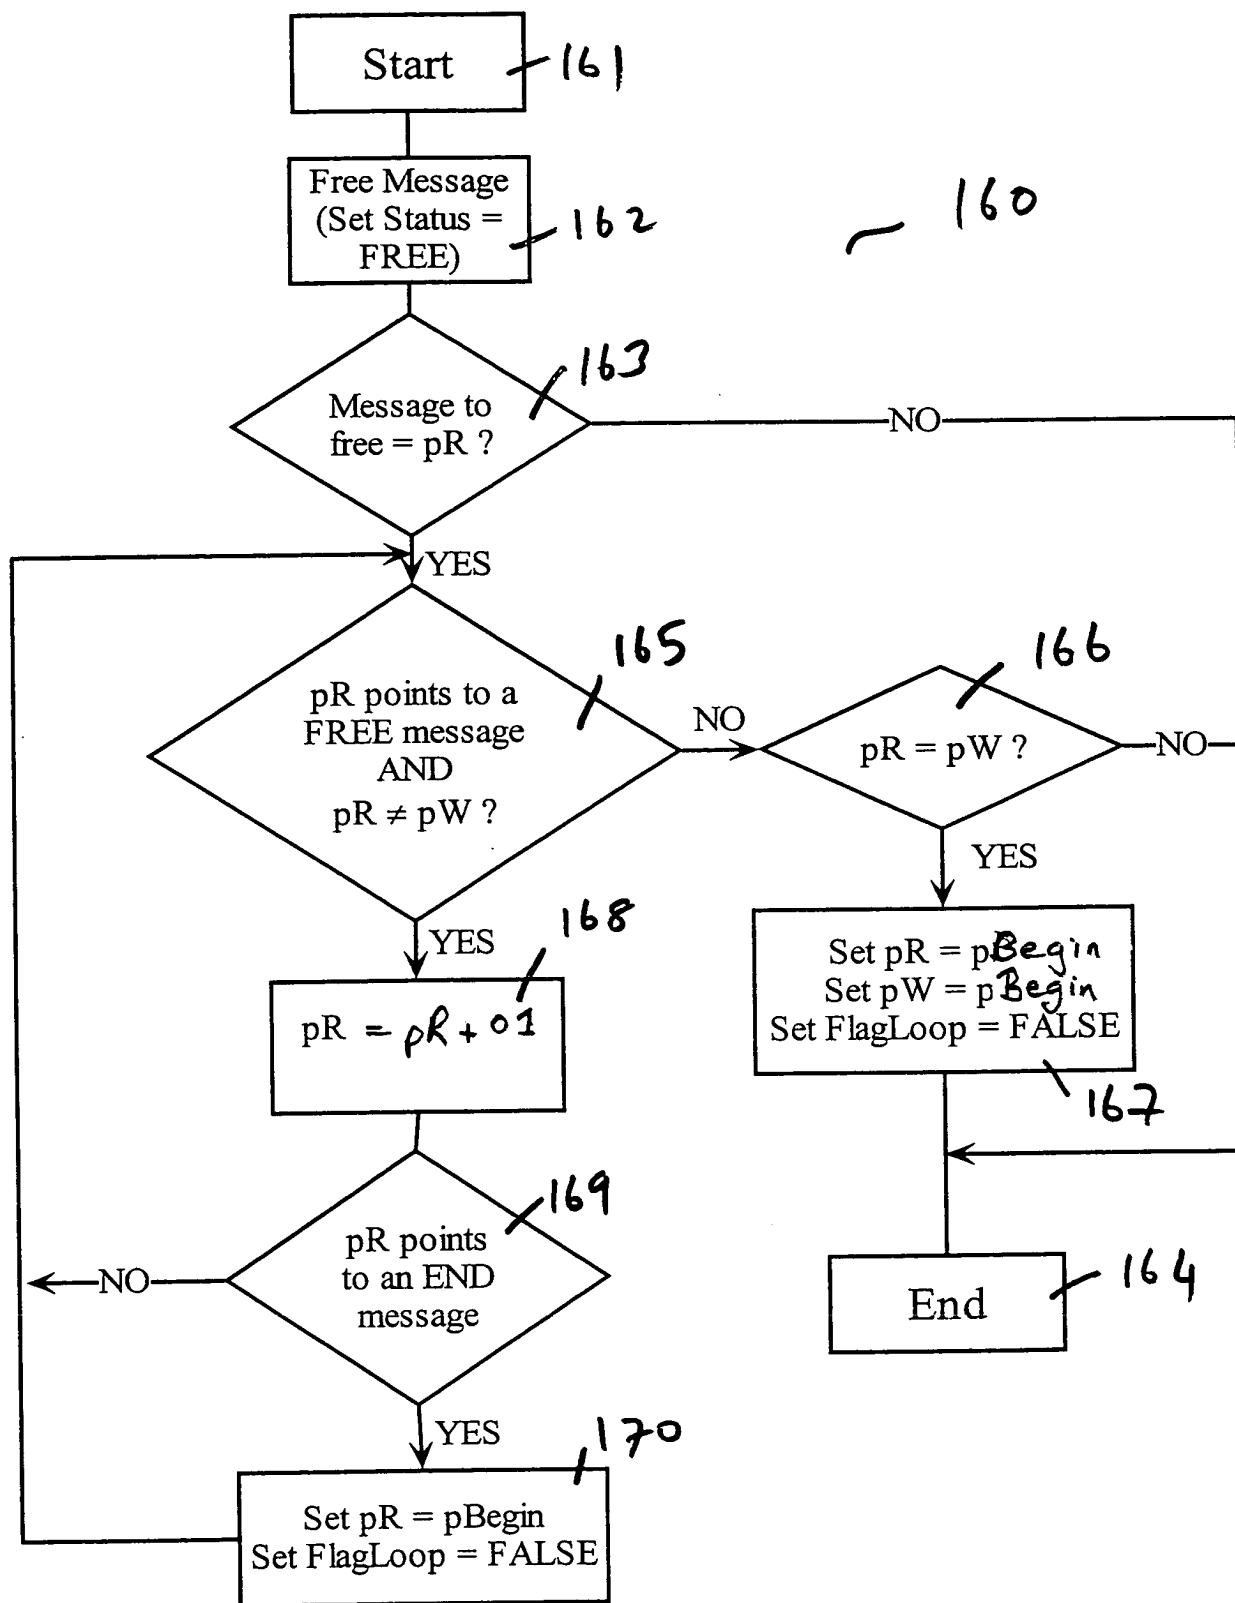 Start
161
Free Message
(Set Status =
FREE)
162
160
163
Message to
free = pR ?
NO
YES
165
pR points to a
FREE message
AND
pR ≠ pW ?
NO
166
pR = pW ?
NO
YES
YES
168
pR = pR + 01
Set pR = pBegin
Set pW = pBegin
Set FlagLoop = FALSE
167
169
pR points
to an END
message
NO
End
164
YES
170
Set pR = pBegin
Set FlagLoop = FALSE